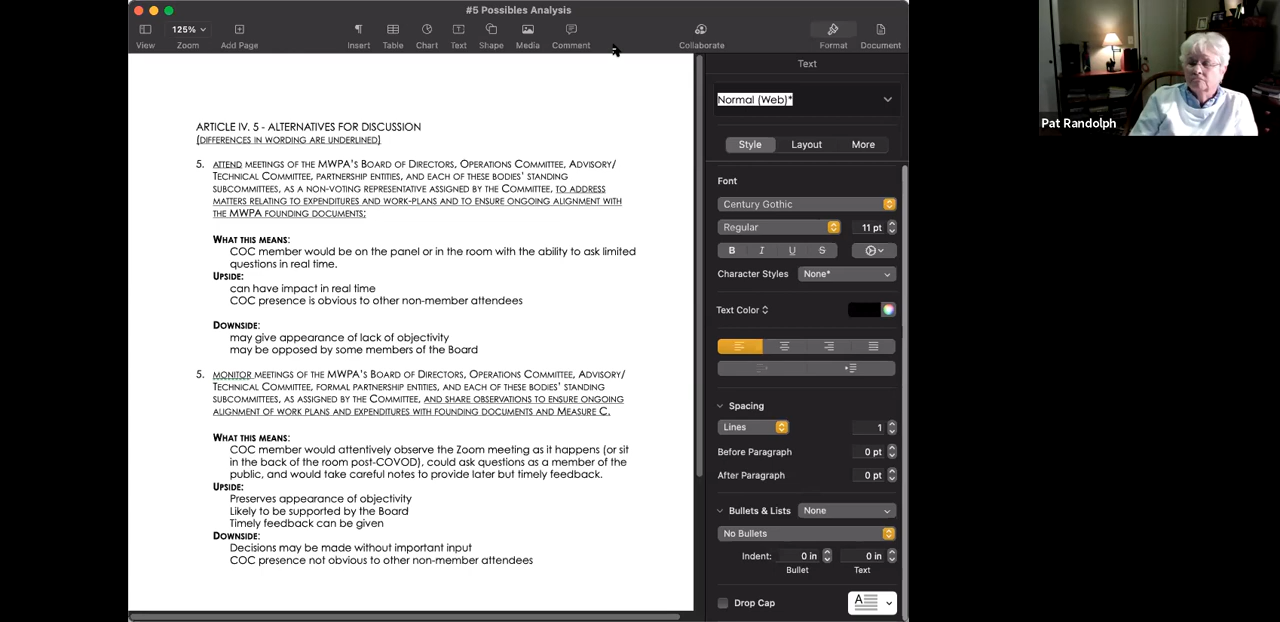 #5 Possibles Analysis
125%
View
Zoom
Add Page
Insert
Table
Chart
Text
Shape
Media
Comment
Collaborate
Format
Document
ARTICLE IV. 5 - ALTERNATIVES FOR DISCUSSION
(DIFFERENCES IN WORDING ARE UNDERLINED)
5. ATTEND MEETINGS OF THE MWPA'S BOARD OF DIRECTORS, OPERATIONS COMMITTEE, ADVISORY/
TECHNICAL COMMITTEE, PARTNERSHIP ENTITIES, AND EACH OF THESE BODIES' STANDING
SUBCOMMITTEES, AS A NON-VOTING REPRESENTATIVE ASSIGNED BY THE COMMITTEE, TO ADDRESS
MATTERS RELATING TO EXPENDITURES AND WORK-PLANS AND TO ENSURE ONGOING ALIGNMENT WITH
THE MWPA FOUNDING DOCUMENTS;
WHAT THIS MEANS:
COC member would be on the panel or in the room with the ability to ask limited
questions in real time.
UPSIDE:
can have impact in real time
COC presence is obvious to other non-member attendees
DOWNSIDE:
may give appearance of lack of objectivity
may be opposed by some members of the Board
5. MONITOR MEETINGS OF THE MWPA'S BOARD OF DIRECTORS, OPERATIONS COMMITTEE, ADVISORY/
TECHNICAL COMMITTEE, FORMAL PARTNERSHIP ENTITIES, AND EACH OF THESE BODIES' STANDING
SUBCOMMITTEES, AS ASSIGNED BY THE COMMITTEE, AND SHARE OBSERVATIONS TO ENSURE ONGOING
ALIGNMENT OF WORK PLANS AND EXPENDITURES WITH FOUNDING DOCUMENTS AND MEASURE C.
WHAT THIS MEANS:
COC member would attentively observe the Zoom meeting as it happens (or sit
in the back of the room post-COVOD), could ask questions as a member of the
public, and would take careful notes to provide later but timely feedback.
UPSIDE:
Preserves appearance of objectivity
Likely to be supported by the Board
Timely feedback can be given
DOWNSIDE:
Decisions may be made without important input
COC presence not obvious to other non-member attendees
Text
Normal (Web)*
Style
Layout
More
Font
Century Gothic
Regular
11 pt
B I U S
Character Styles
None*
Text Color
Spacing
Lines
1
Before Paragraph
0 pt
After Paragraph
0 pt
Bullets & Lists
None
No Bullets
Indent:
0 in
0 in
Bullet
Text
Drop Cap
A
Pat Randolph